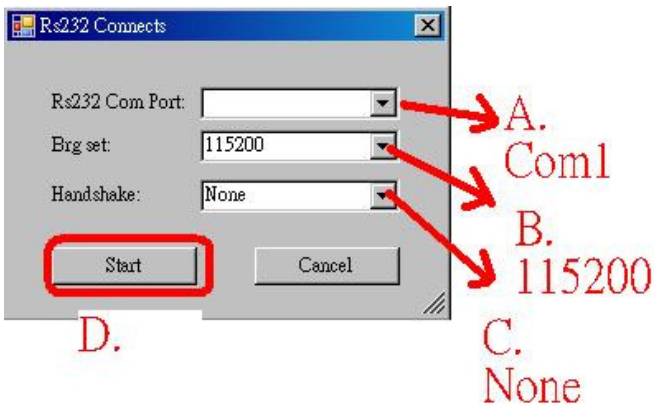 Rs232 Connects
Rs232 Com Port:
A.
Com1
Brg set:
115200
B.
115200
Handshake:
None
C.
None
Start
Cancel
D.